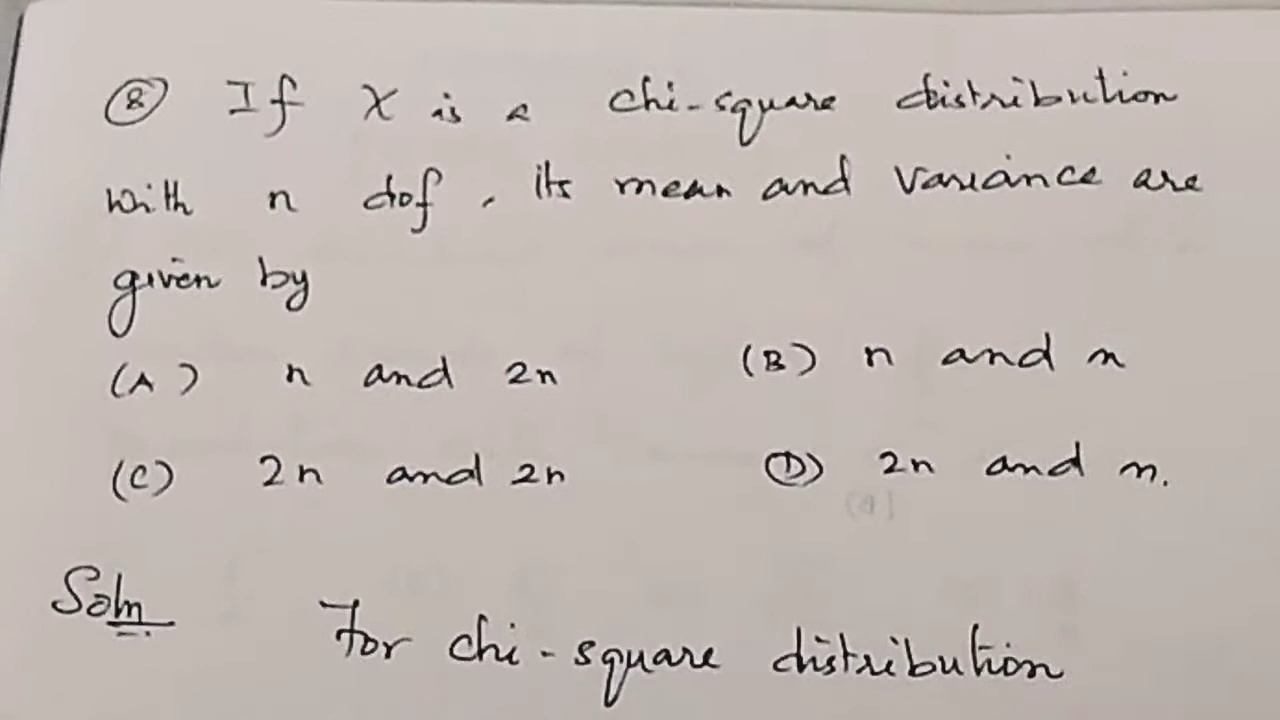 ⑧ If X is a chi-square distribution
with n dof, its mean and variance are
given by
(A) n and 2n (B) n and n
(C) 2n and 2n (D) 2n and n.
Soln For chi-square distribution